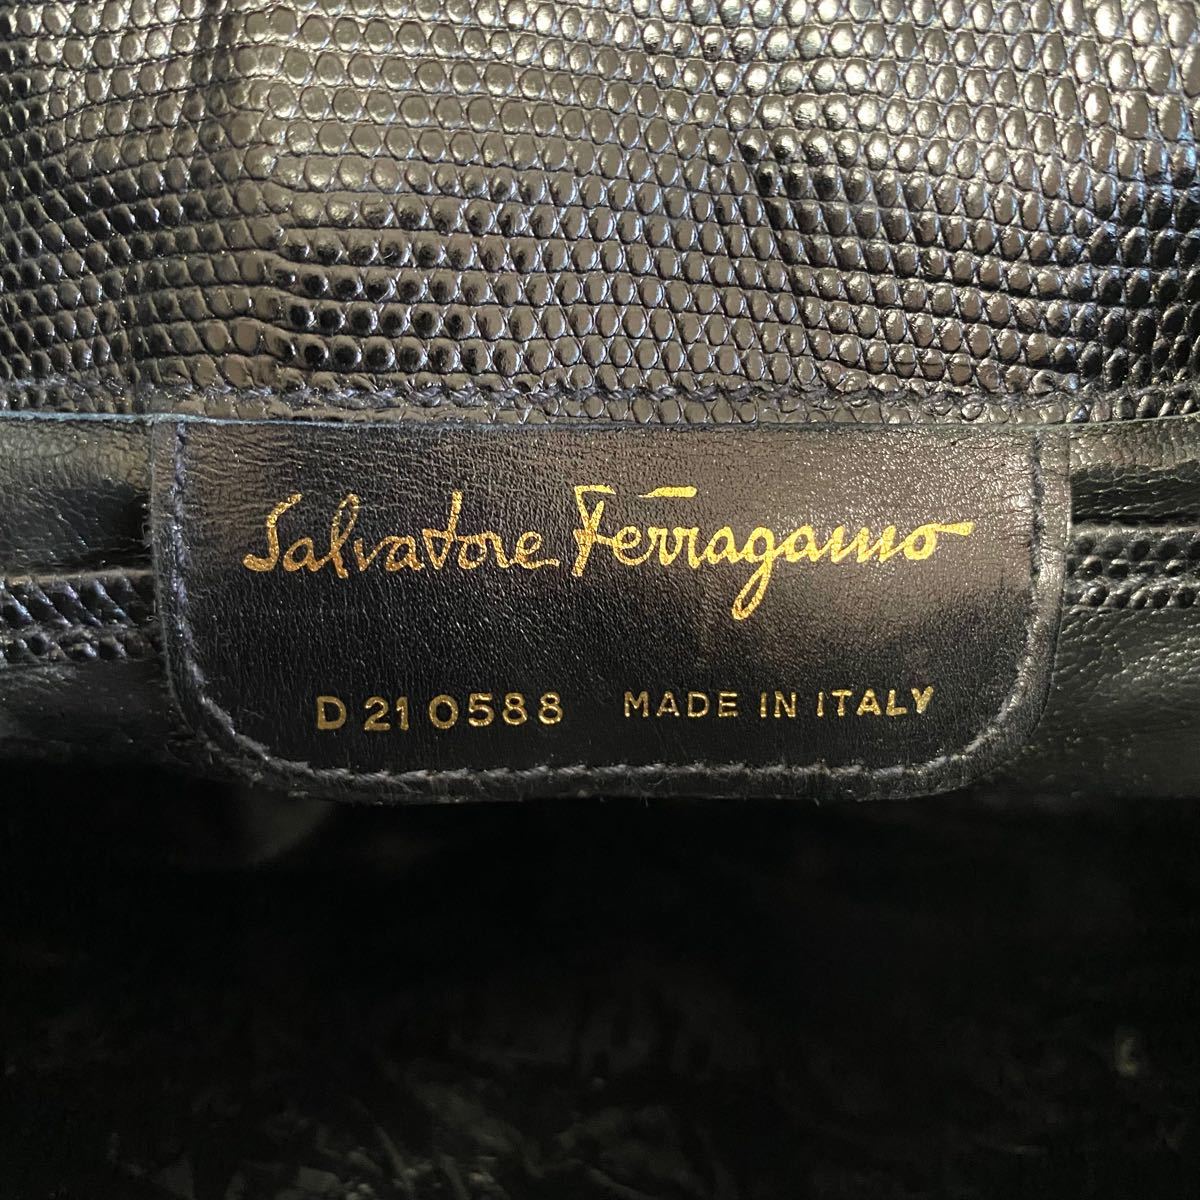 Salvatore Ferragamo
D 21 0588 MADE IN ITALY